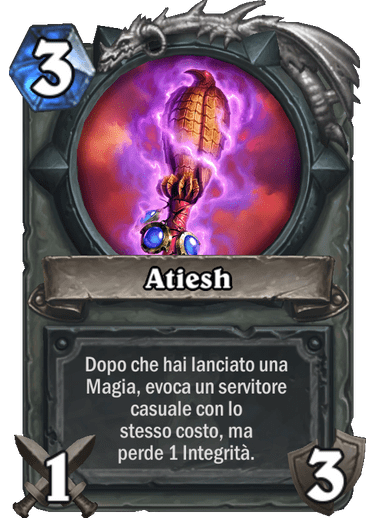 3
Atiesh
Dopo che hai lanciato una
Magia, evoca un servitore
casuale con lo
stesso costo, ma
perde 1 Integrità.
1
3